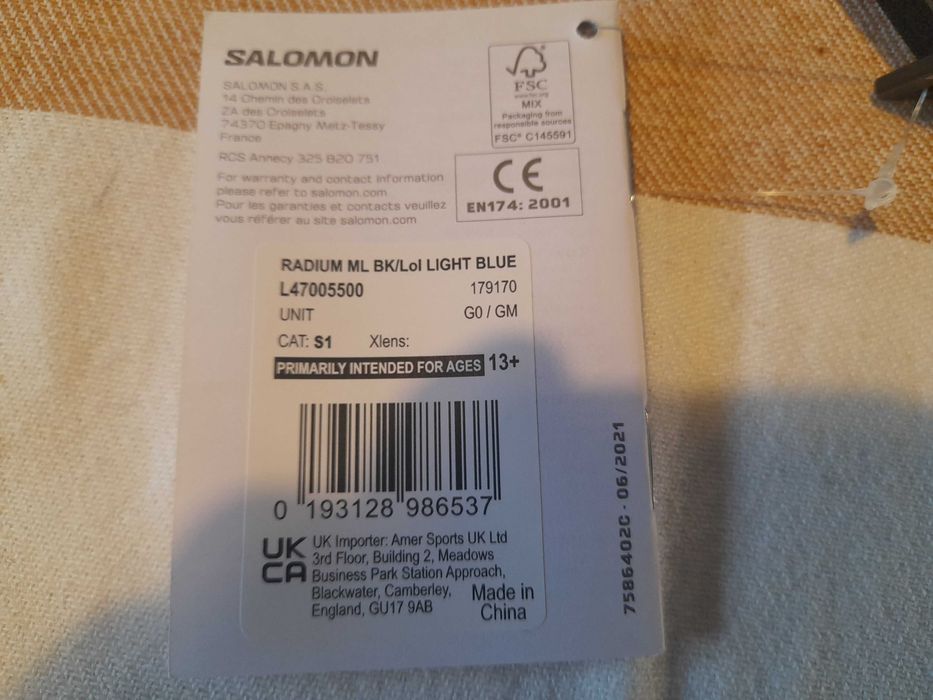 SALOMON
SALOMON S.A.S.
14 Chemin des Croiselets
ZA des Croiselets
74370 Epagny Metz-Tessy
France
RCS Annecy 325 820 751
For warranty and contact information
please refer to salomon.com
Pour les garanties et contacts veuillez
vous référer au site salomon.com
FSC
www.fsc.org
MIX
Packaging from
responsible sources
FSC® C145591
CE
EN174: 2001
RADIUM ML BK/Lol LIGHT BLUE
L47005500 179170
UNIT G0 / GM
CAT: S1 Xlens:
PRIMARILY INTENDED FOR AGES 13+
0 193128 986537
UK
CA
UK Importer: Amer Sports UK Ltd
3rd Floor, Building 2, Meadows
Business Park Station Approach,
Blackwater, Camberley,
England, GU17 9AB
Made in
China
7586402C - 06/2021